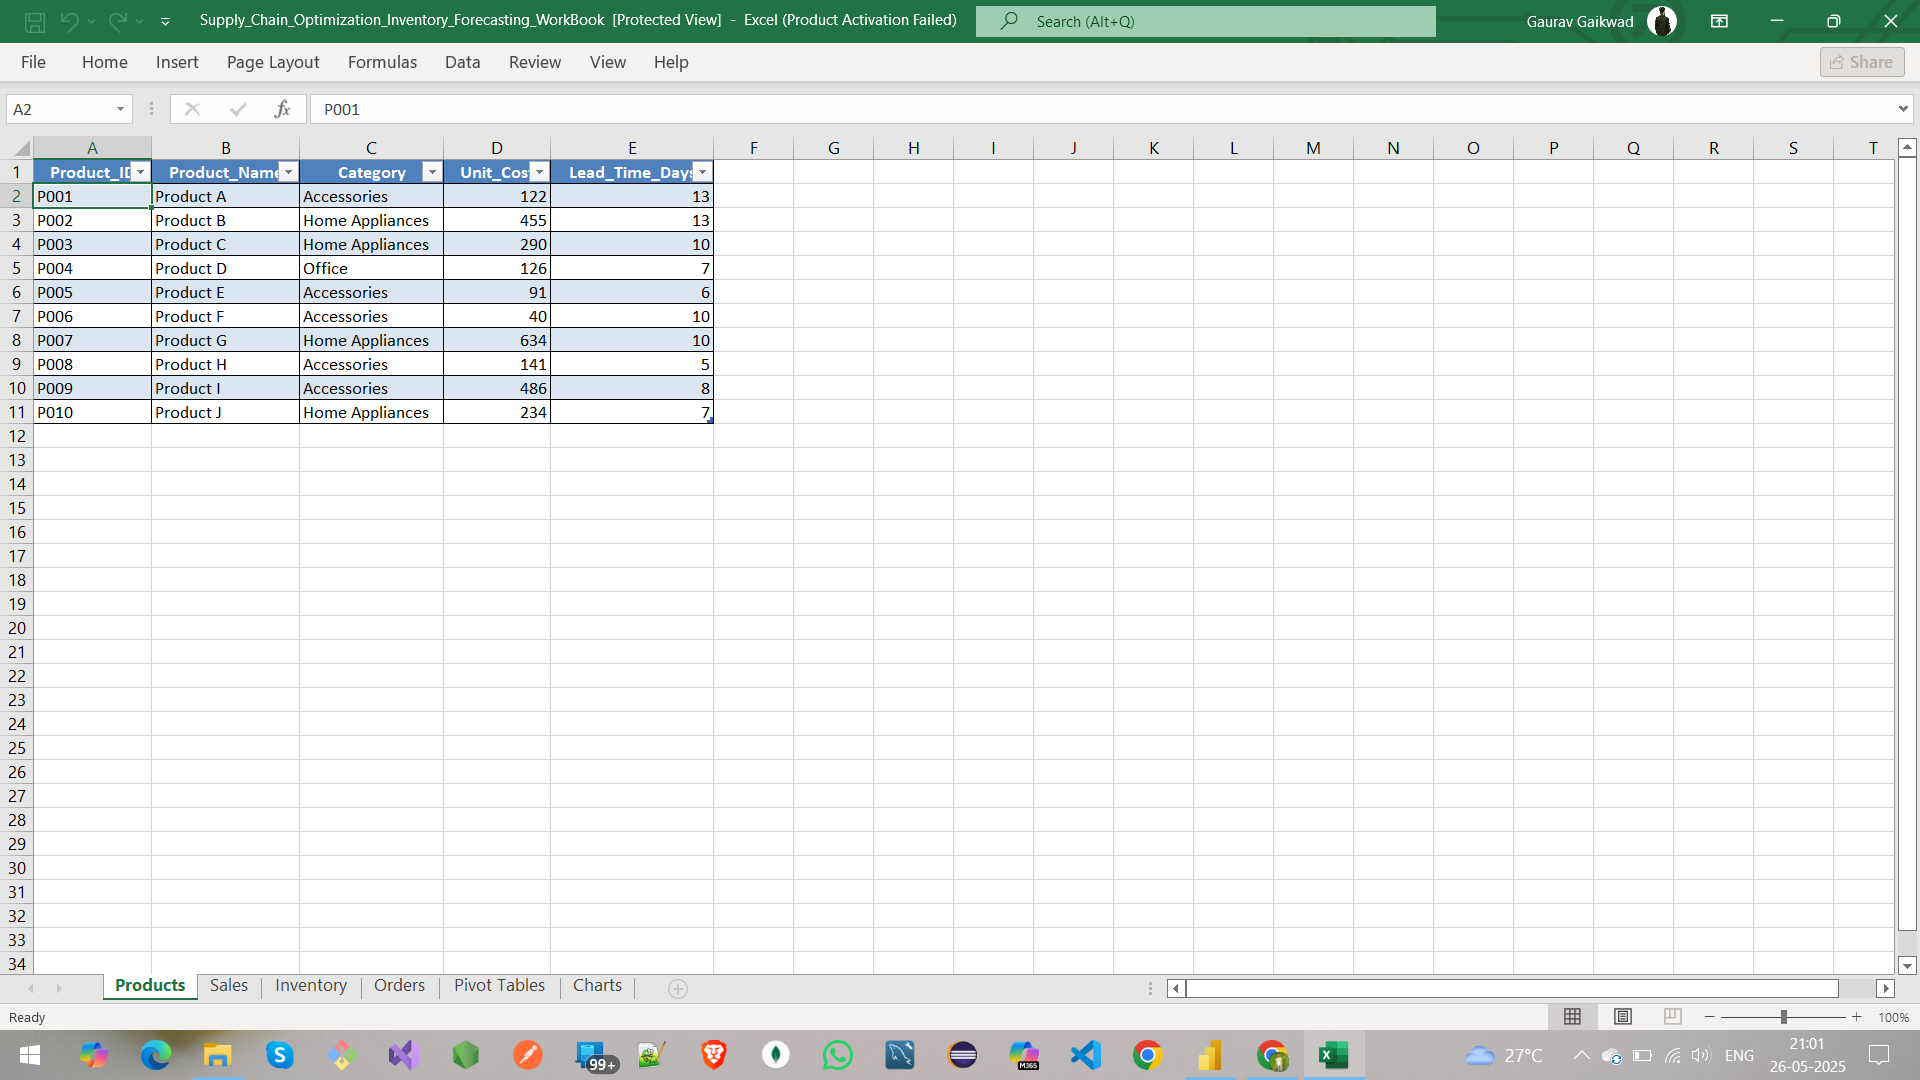 Supply_Chain_Optimization_Inventory_Forecasting_WorkBook [Protected View] - Excel (Product Activation Failed)
Search (Alt+Q)
Gaurav Gaikwad
File Home Insert Page Layout Formulas Data Review View Help
Share
A2 fx P001
A B C D E F G H I J K L M N O P Q R S T
1 Product_ID Product_Name Category Unit_Cos Lead_Time_Days
2 P001 Product A Accessories 122 13
3 P002 Product B Home Appliances 455 13
4 P003 Product C Home Appliances 290 10
5 P004 Product D Office 126 7
6 P005 Product E Accessories 91 6
7 P006 Product F Accessories 40 10
8 P007 Product G Home Appliances 634 10
9 P008 Product H Accessories 141 5
10 P009 Product I Accessories 486 8
11 P010 Product J Home Appliances 234 7
12
13
14
15
16
17
18
19
20
21
22
23
24
25
26
27
28
29
30
31
32
33
34
Products Sales Inventory Orders Pivot Tables Charts
Ready
100%
99+
M365
27°C
ENG
21:01
26-05-2025